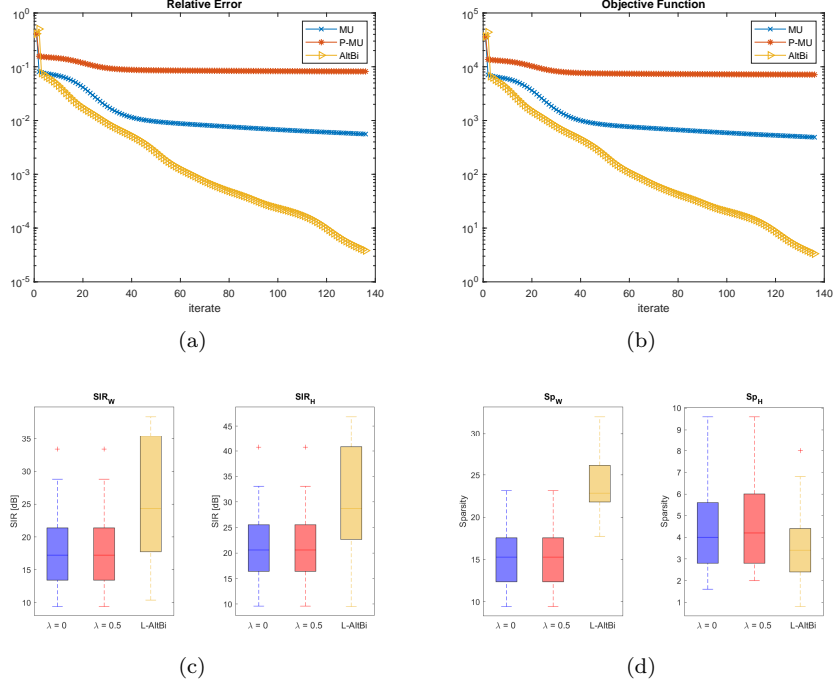 Relative Error
10^0
10^-1
10^-2
10^-3
10^-4
10^-5
MU
P-MU
AltBi
0 20 40 60 80 100 120 140
iterate
(a)
Objective Function
10^5
10^4
10^3
10^2
10^1
10^0
MU
P-MU
AltBi
0 20 40 60 80 100 120 140
iterate
(b)
SIR_W
SIR [dB]
35
30
25
20
15
10
λ = 0 λ = 0.5 L-AltBi
SIR_H
SIR [dB]
45
40
35
30
25
20
15
10
λ = 0 λ = 0.5 L-AltBi
(c)
Sp_W
Sparsity
30
25
20
15
10
λ = 0 λ = 0.5 L-AltBi
Sp_H
Sparsity
10
9
8
7
6
5
4
3
2
1
λ = 0 λ = 0.5 L-AltBi
(d)